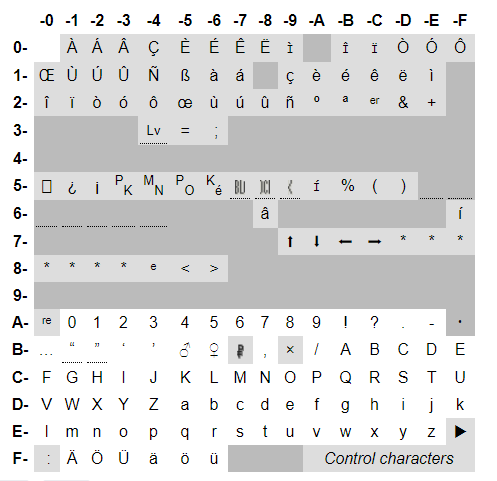 -0 -1 -2 -3 -4 -5 -6 -7 -8 -9 -A -B -C -D -E -F
0- À Á Â Ç È É Ê Ë ì î ï Ò Ó Ô
1- Œ Ù Ú Û Ñ ß à á ç è é ê ë ì
2- î ï ò ó ô œ ù ú û ñ º ª er & +
3- Lv = ;
4-
5- ¿ ¡ PK MN PO Ké í % ( )
6- â í
7- ⬆ ⬇ ⬅ ➡ * * *
8- * * * * e < >
9-
A- re 0 1 2 3 4 5 6 7 8 9 ! ? . - ·
B- … “ ” ‘ ’ ♂ ♀ , × / A B C D E
C- F G H I J K L M N O P Q R S T U
D- V W X Y Z a b c d e f g h i j k
E- l m n o p q r s t u v w x y z ▶
F- : Ä Ö Ü ä ö ü Control characters